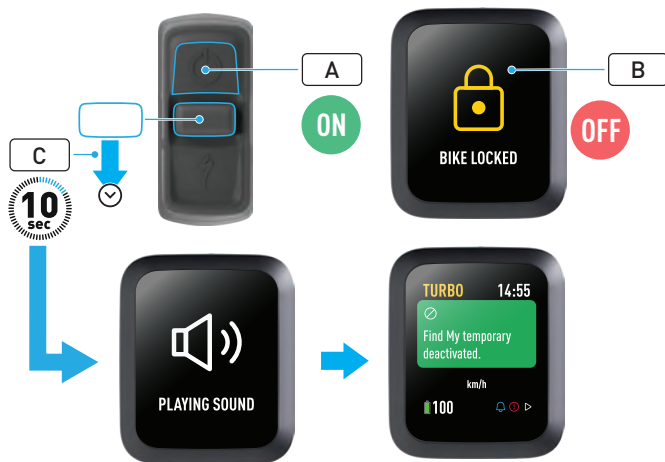 A
ON
B
OFF
BIKE LOCKED
C
10
sec
PLAYING SOUND
TURBO 14:55
Find My temporary
deactivated.
km/h
100